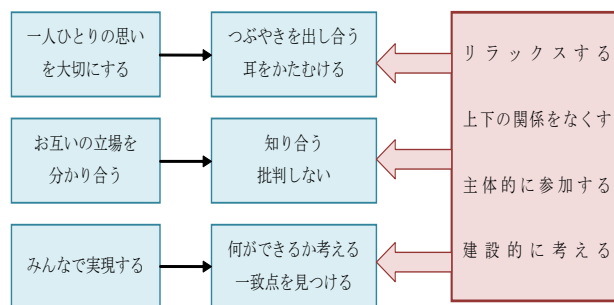 一人ひとりの思い
を大切にする
つぶやきを出し合う
耳をかたむける
お互いの立場を
分かり合う
知り合う
批判しない
みんなで実現する
何ができるか考える
一致点を見つける
リラックスする
上下の関係をなくす
主体的に参加する
建設的に考える